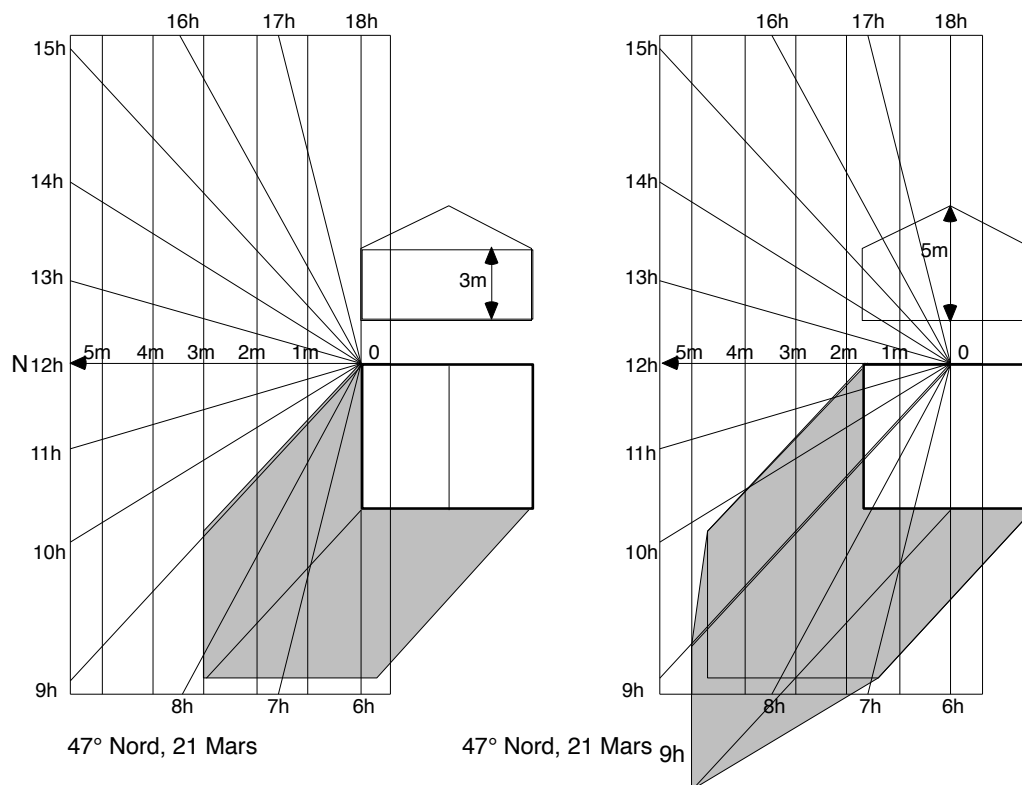 16h 17h 18h
15h
14h
13h
3m
N 12h 5m 4m 3m 2m 1m 0
11h
10h
9h
8h 7h 6h
47° Nord, 21 Mars
16h 17h 18h
15h
14h
13h
5m
12h 5m 4m 3m 2m 1m 0
11h
10h
9h
8h 7h 6h
47° Nord, 21 Mars
9h